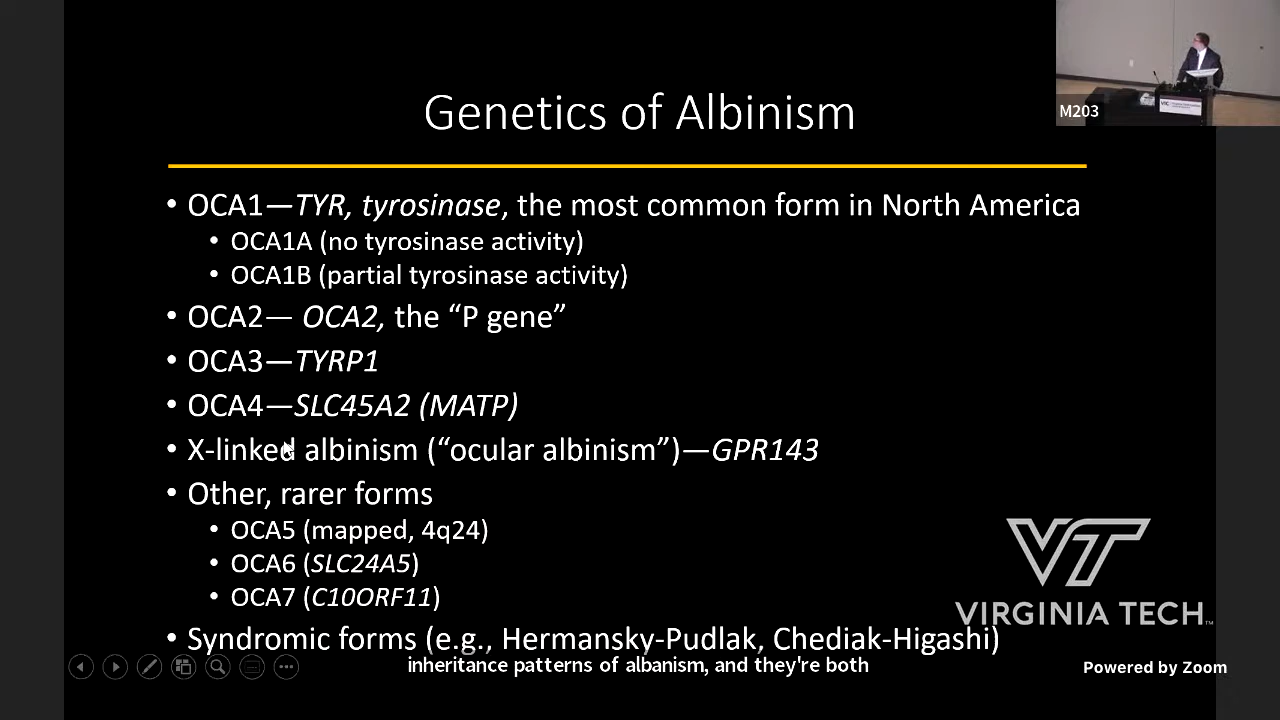 Genetics of Albinism
M203
• OCA1—TYR, tyrosinase, the most common form in North America
• OCA1A (no tyrosinase activity)
• OCA1B (partial tyrosinase activity)
• OCA2— OCA2, the “P gene”
• OCA3—TYRP1
• OCA4—SLC45A2 (MATP)
• X-linked albinism (“ocular albinism”)—GPR143
• Other, rarer forms
• OCA5 (mapped, 4q24)
• OCA6 (SLC24A5)
• OCA7 (C10ORF11)
VT
VIRGINIA TECH™
• Syndromic forms (e.g., Hermansky-Pudlak, Chediak-Higashi)
inheritance patterns of albanism, and they're both
Powered by Zoom